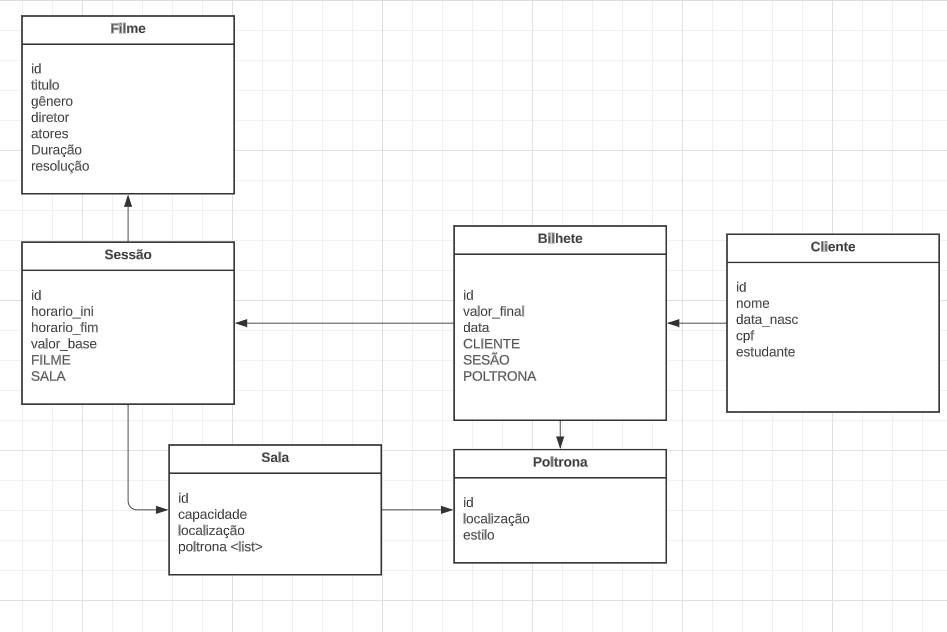 Filme
id
titulo
gênero
diretor
atores
Duração
resolução
Sessão
id
horario_ini
horario_fim
valor_base
FILME
SALA
Bilhete
id
valor_final
data
CLIENTE
SESÃO
POLTRONA
Cliente
id
nome
data_nasc
cpf
estudante
Sala
id
capacidade
localização
poltrona <list>
Poltrona
id
localização
estilo